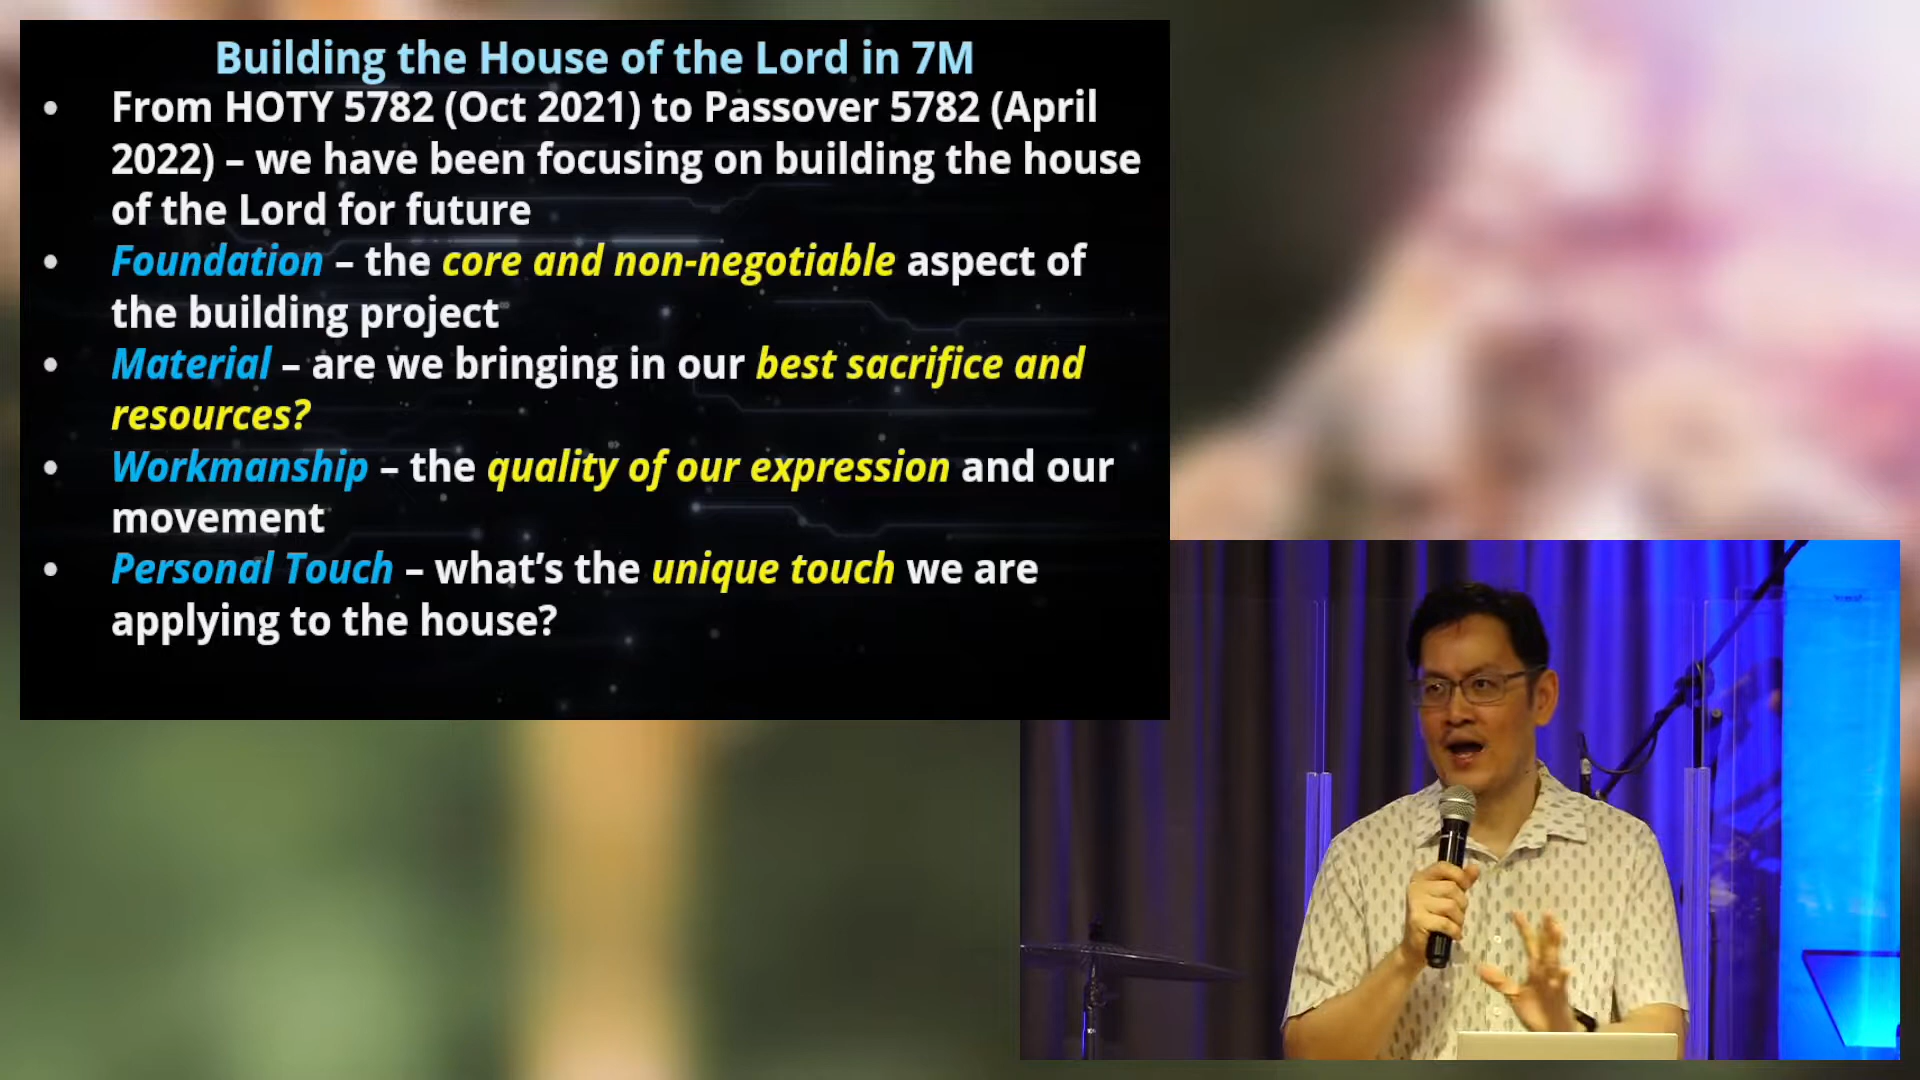 Building the House of the Lord in 7M
• From HOTY 5782 (Oct 2021) to Passover 5782 (April
2022) – we have been focusing on building the house
of the Lord for future
• Foundation – the core and non-negotiable aspect of
the building project
• Material – are we bringing in our best sacrifice and
resources?
• Workmanship – the quality of our expression and our
movement
• Personal Touch – what’s the unique touch we are
applying to the house?